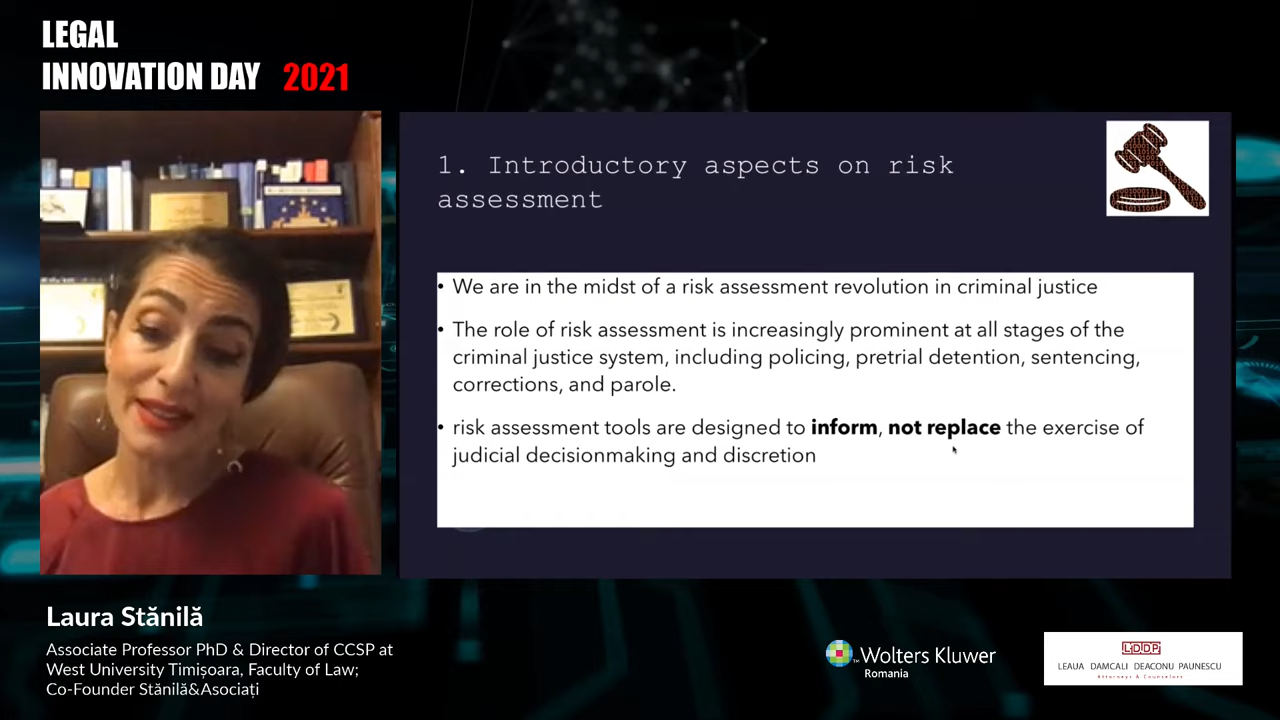 LEGAL
INNOVATION DAY 2021
1. Introductory aspects on risk
assessment
• We are in the midst of a risk assessment revolution in criminal justice
• The role of risk assessment is increasingly prominent at all stages of the
criminal justice system, including policing, pretrial detention, sentencing,
corrections, and parole.
• risk assessment tools are designed to inform, not replace the exercise of
judicial decisionmaking and discretion
Laura Stănilă
Associate Professor PhD & Director of CCSP at
West University Timișoara, Faculty of Law;
Co-Founder Stănilă&Asociați
Wolters Kluwer
Romania
LDDP
LEAUA DAMCALI DEACONU PAUNESCU
Attorneys & Counselors